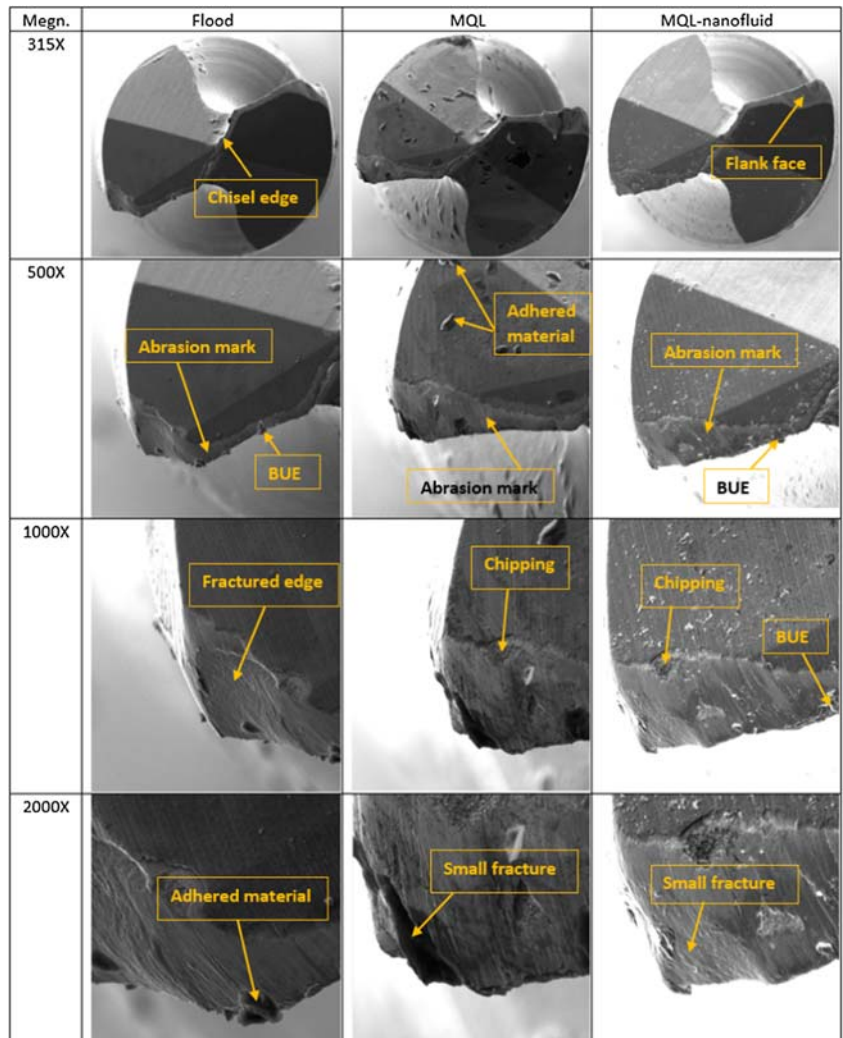 Megn.
Flood
MQL
MQL-nanofluid
315X
Chisel edge
Flank face
500X
Abrasion mark
BUE
Adhered
material
Abrasion mark
Abrasion mark
BUE
1000X
Fractured edge
Chipping
Chipping
BUE
2000X
Adhered material
Small fracture
Small fracture